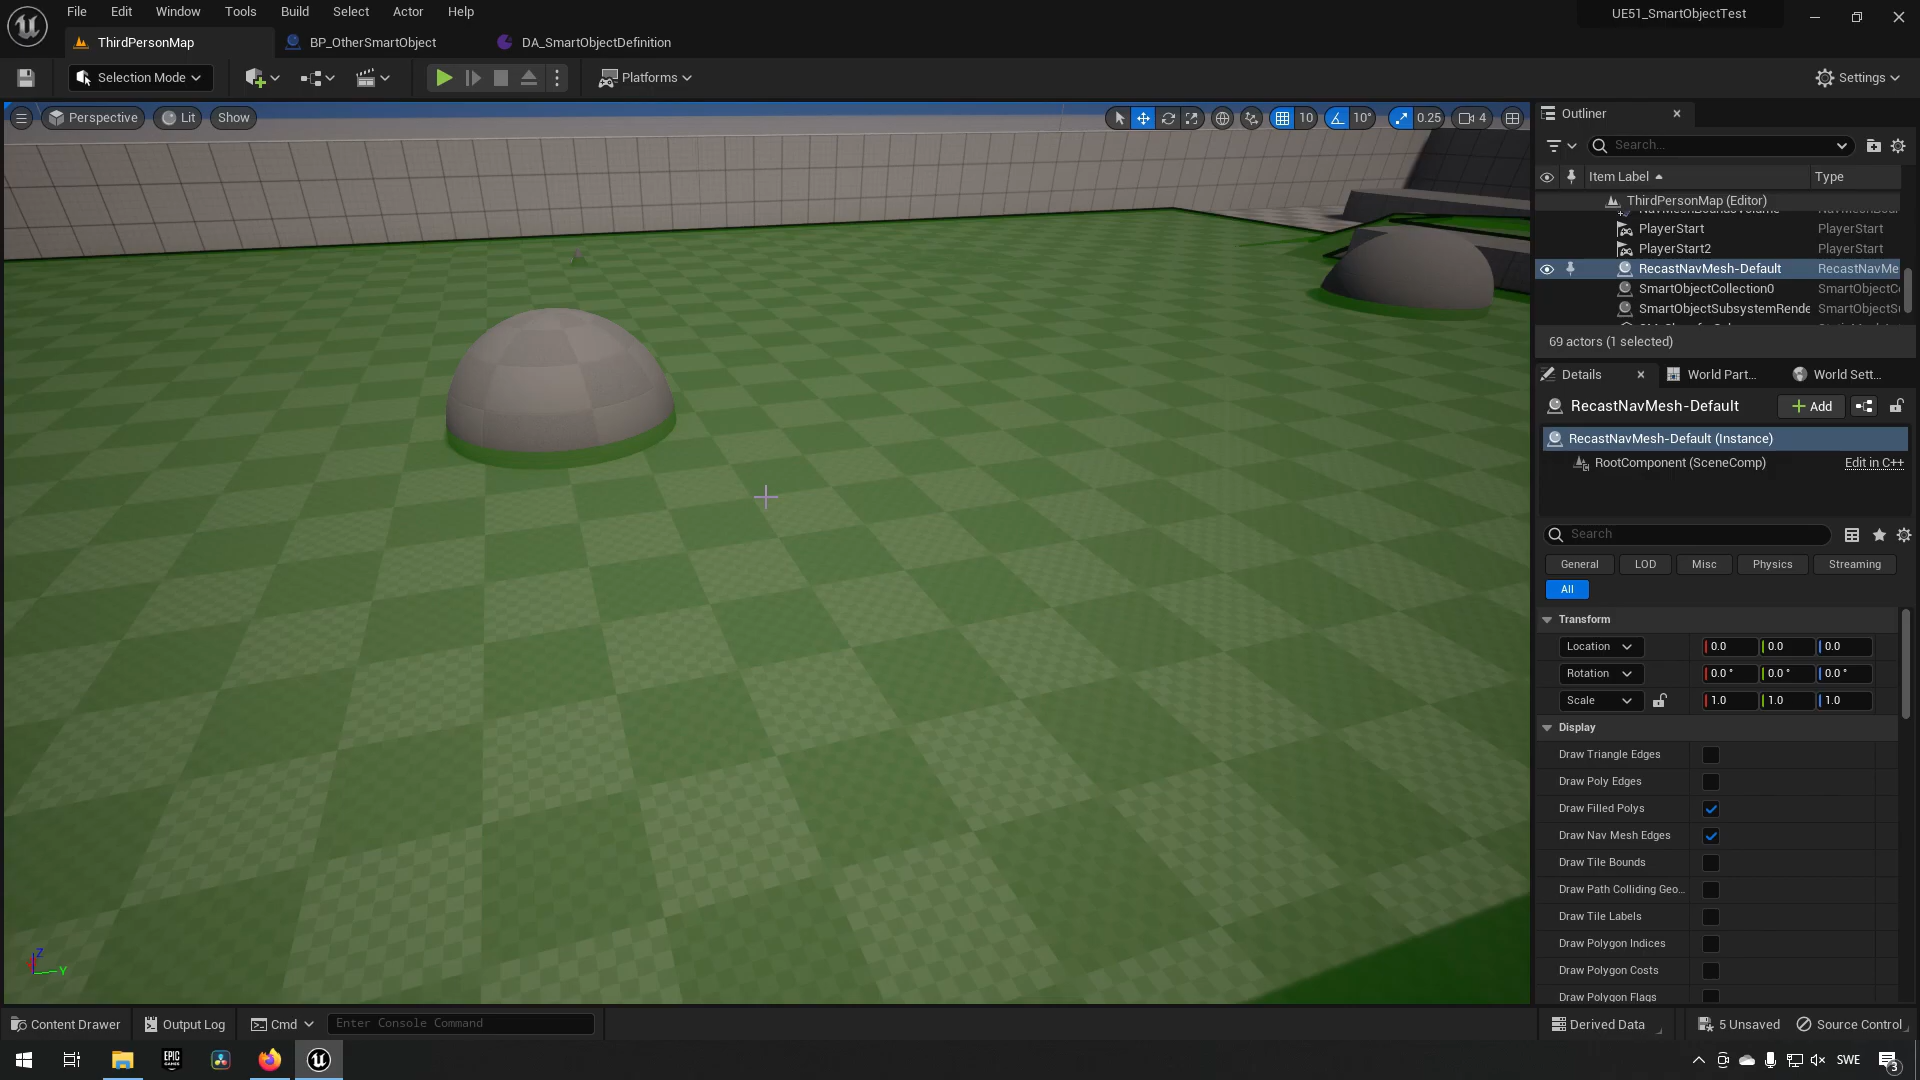 File Edit Window Tools Build Select Actor Help
UE51_SmartObjectTest
ThirdPersonMap BP_OtherSmartObject DA_SmartObjectDefinition
Selection Mode Platforms Settings
Perspective Lit Show 10 10° 0.25 4
Outliner
Search...
Item Label Type
ThirdPersonMap (Editor)
PlayerStart PlayerStart
PlayerStart2 PlayerStart
RecastNavMesh-Default RecastNavMe
SmartObjectCollection0 SmartObjectC
SmartObjectSubsystemRende SmartObjectS
69 actors (1 selected)
Details World Part... World Sett...
RecastNavMesh-Default Add
RecastNavMesh-Default (Instance)
RootComponent (SceneComp) Edit in C++
Search
General LOD Misc Physics Streaming
All
Transform
Location 0.0 0.0 0.0
Rotation 0.0 ° 0.0 ° 0.0 °
Scale 1.0 1.0 1.0
Display
Draw Triangle Edges
Draw Poly Edges
Draw Filled Polys
Draw Nav Mesh Edges
Draw Tile Bounds
Draw Path Colliding Geo...
Draw Tile Labels
Draw Polygon Indices
Draw Polygon Costs
Draw Polygon Flags
Z
Y
Content Drawer Output Log Cmd Enter Console Command Derived Data 5 Unsaved Source Control
EPIC GAMES SWE 3